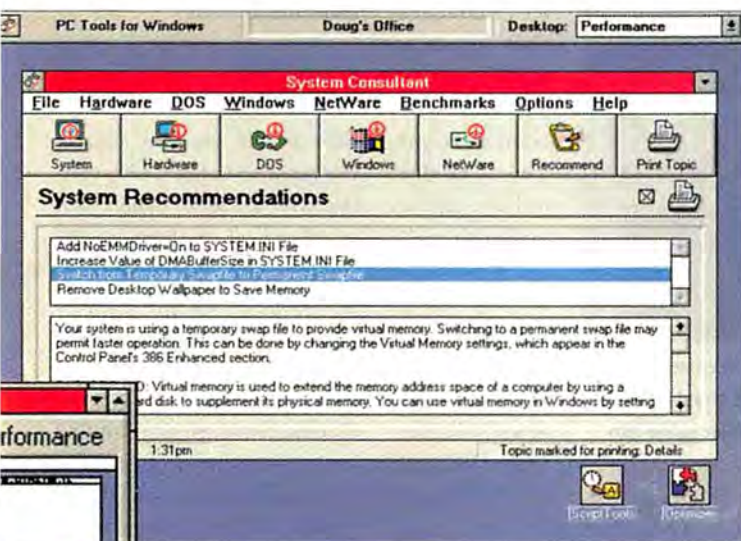 PC Tools for Windows
Doug's Office
Desktop: Performance
System Consultant
File Hardware DOS Windows NetWare Benchmarks Options Help
System Hardware DOS Windows NetWare Recommend Print Topic
System Recommendations
Add NoEMMDriver=On to SYSTEM.INI File
Increase Value of DMABufferSize in SYSTEM.INI File
Switch from Temporary Swapfile to Permanent Swapfile
Remove Desktop Wallpaper to Save Memory
Your system is using a temporary swap file to provide virtual memory. Switching to a permanent swap file may
permit faster operation. This can be done by changing the Virtual Memory settings, which appear in the
Control Panel's 386 Enhanced section.
D: Virtual memory is used to extend the memory address space of a computer by using a
rd disk to supplement its physical memory. You can use virtual memory in Windows by setting
rformance
1:31pm
Topic marked for printing: Details
Script Tools
Optimizer